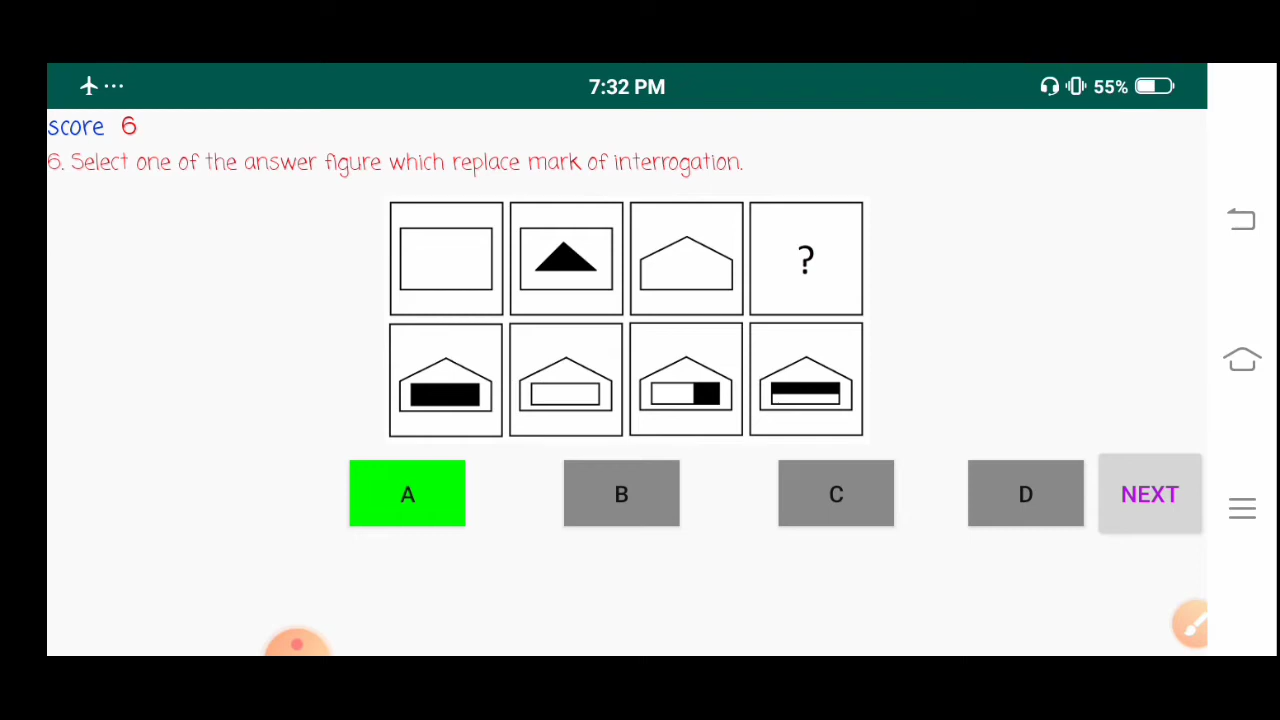 7:32 PM
55%
score 6
6. Select one of the answer figure which replace mark of interrogation.
?
A
B
C
D
NEXT